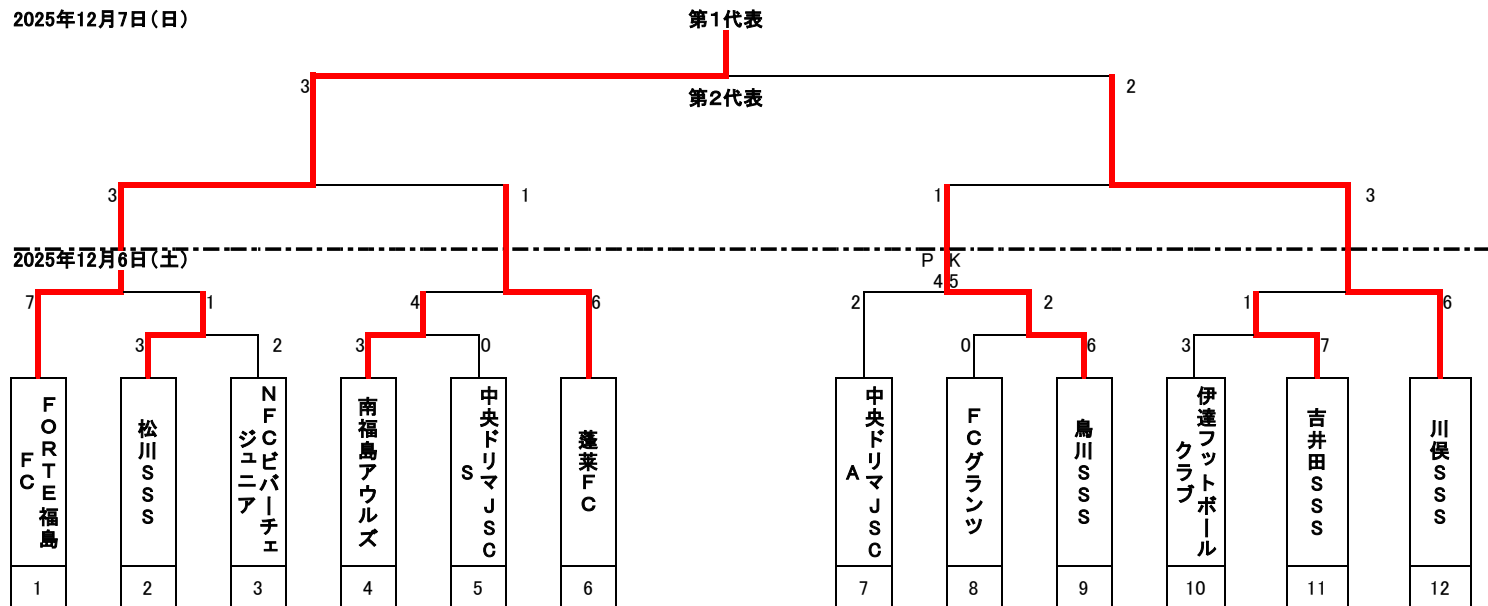 2025年12月7日(日)
第1代表
3
2
第2代表
3
1
1
3
2025年12月6日(土)
P K
4 5
7
1
4
6
2
2
1
6
3
2
3
0
0
6
3
7
FORTE福島
FC
松川SSS
NFCビバーチェ
ジュニア
南福島アウルズ
中央ドリマJSC
S
蓬莱FC
中央ドリマJSC
A
FCグランツ
鳥川SSS
伊達フットボール
クラブ
吉井田SSS
川俣SSS
1
2
3
4
5
6
7
8
9
10
11
12